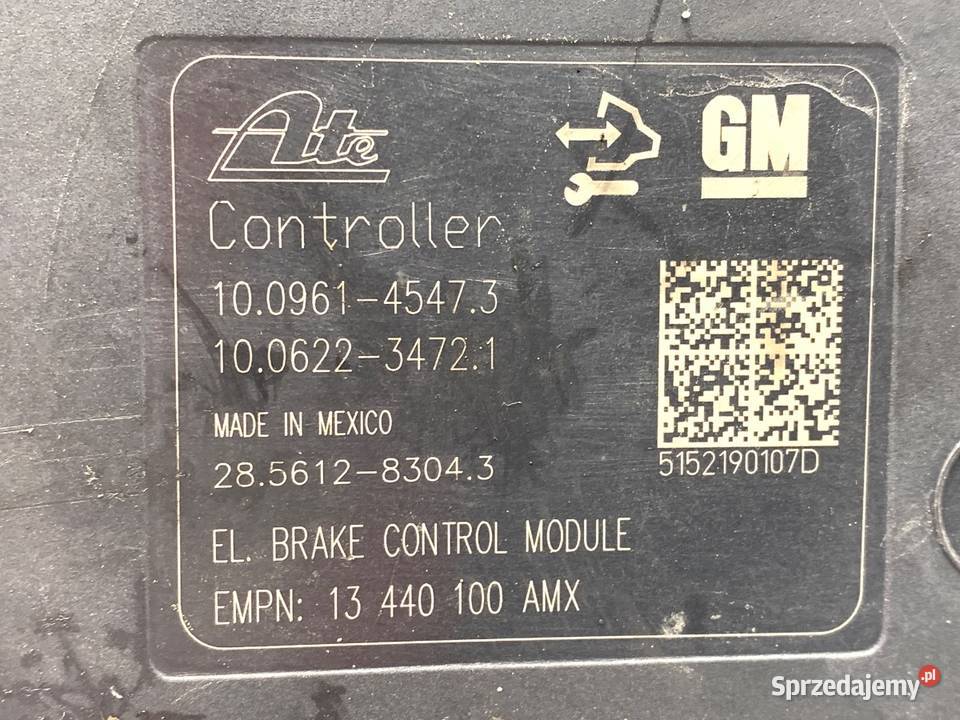 Ate
GM
Controller
10.0961-4547.3
10.0622-3472.1
MADE IN MEXICO
28.5612-8304.3
5152190107D
EL. BRAKE CONTROL MODULE
EMPN: 13 440 100 AMX
Sprzedajemy.pl